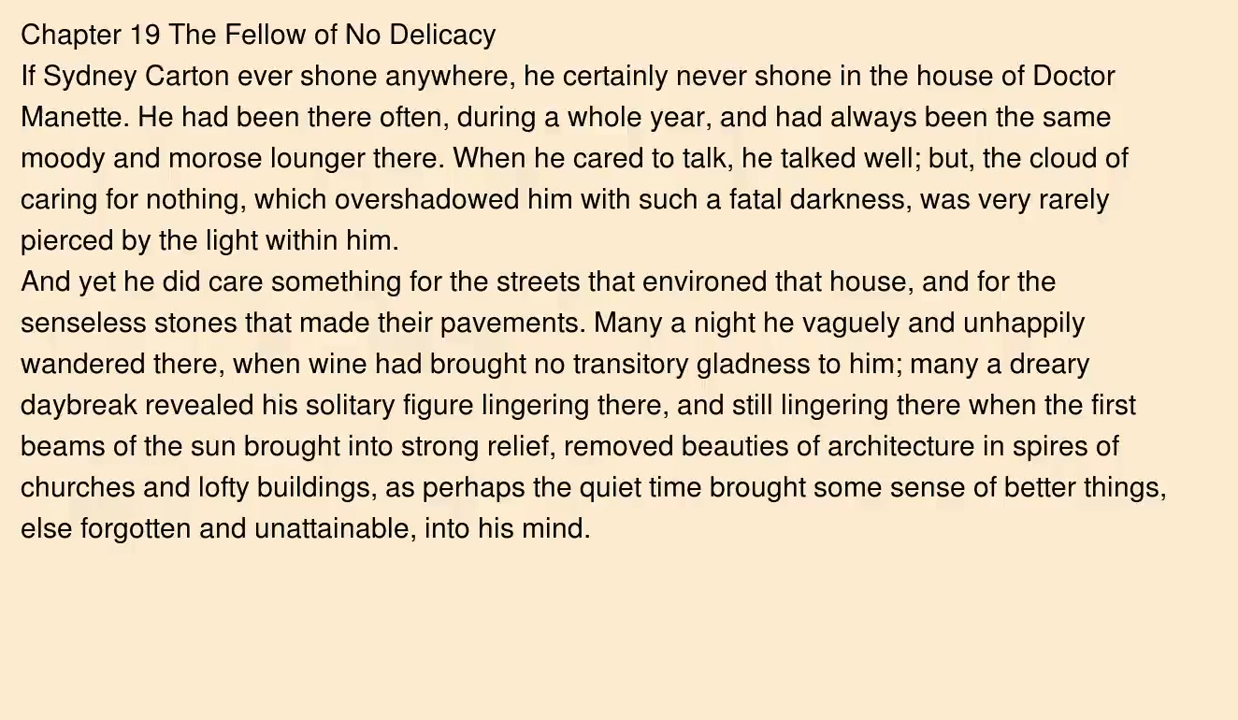 Chapter 19 The Fellow of No Delicacy
If Sydney Carton ever shone anywhere, he certainly never shone in the house of Doctor
Manette. He had been there often, during a whole year, and had always been the same
moody and morose lounger there. When he cared to talk, he talked well; but, the cloud of
caring for nothing, which overshadowed him with such a fatal darkness, was very rarely
pierced by the light within him.
And yet he did care something for the streets that environed that house, and for the
senseless stones that made their pavements. Many a night he vaguely and unhappily
wandered there, when wine had brought no transitory gladness to him; many a dreary
daybreak revealed his solitary figure lingering there, and still lingering there when the first
beams of the sun brought into strong relief, removed beauties of architecture in spires of
churches and lofty buildings, as perhaps the quiet time brought some sense of better things,
else forgotten and unattainable, into his mind.